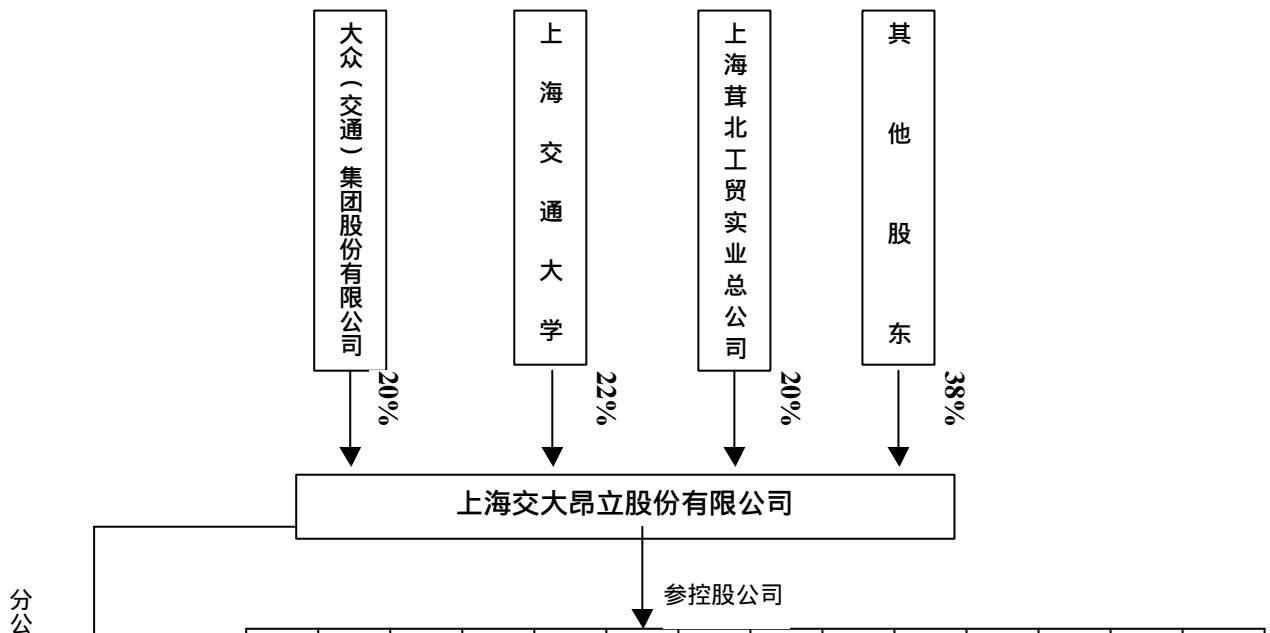 大众（交通）集团股份有限公司
上海交通大学
上海茸北工贸实业总公司
其他股东
20%
22%
20%
38%
上海交大昂立股份有限公司
参控股公司
分公